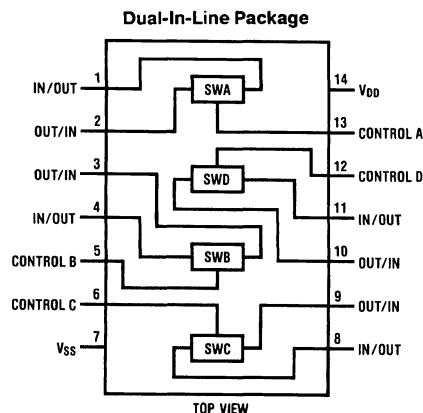 Dual-In-Line Package
IN/OUT 1
SWA
14 VDD
OUT/IN 2
13 CONTROL A
OUT/IN 3
SWD
12 CONTROL D
IN/OUT 4
11 IN/OUT
CONTROL B 5
SWB
10 OUT/IN
CONTROL C 6
9 OUT/IN
VSS 7
SWC
8 IN/OUT
TOP VIEW